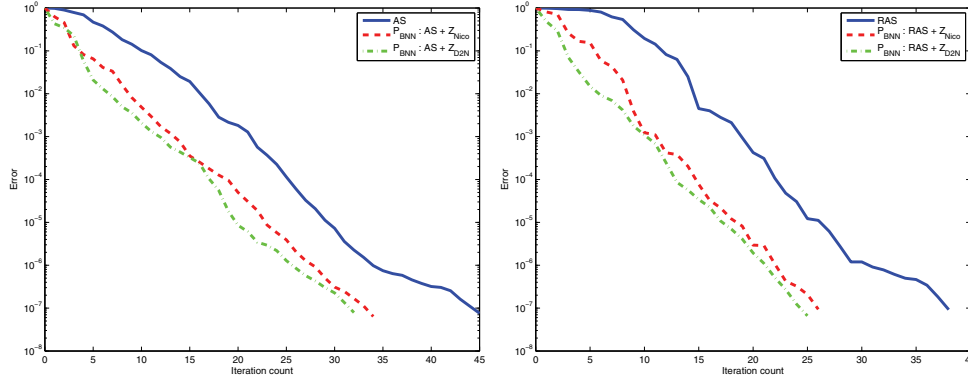 10^0
10^-1
10^-2
10^-3
10^-4
10^-5
10^-6
10^-7
10^-8
Error
0 5 10 15 20 25 30 35 40 45
Iteration count
AS
P_BNN : AS + Z_Nico
P_BNN : AS + Z_D2N
10^0
10^-1
10^-2
10^-3
10^-4
10^-5
10^-6
10^-7
10^-8
Error
0 5 10 15 20 25 30 35 40
Iteration count
RAS
P_BNN : RAS + Z_Nico
P_BNN : RAS + Z_D2N